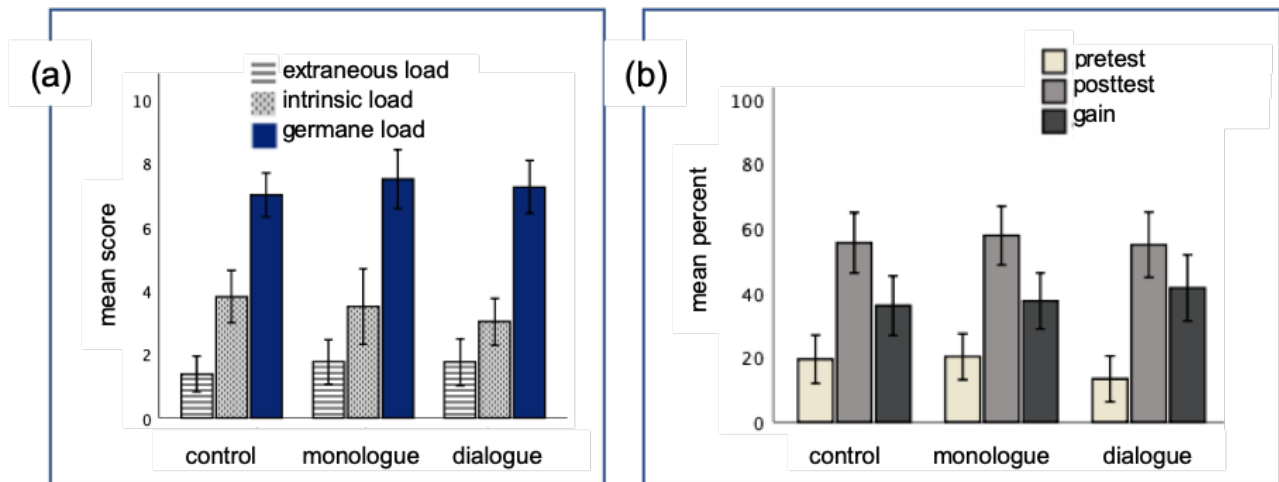 (a)
extraneous load
intrinsic load
germane load
mean score
10
8
6
4
2
0
control monologue dialogue
(b)
pretest
posttest
gain
mean percent
100
80
60
40
20
0
control monologue dialogue